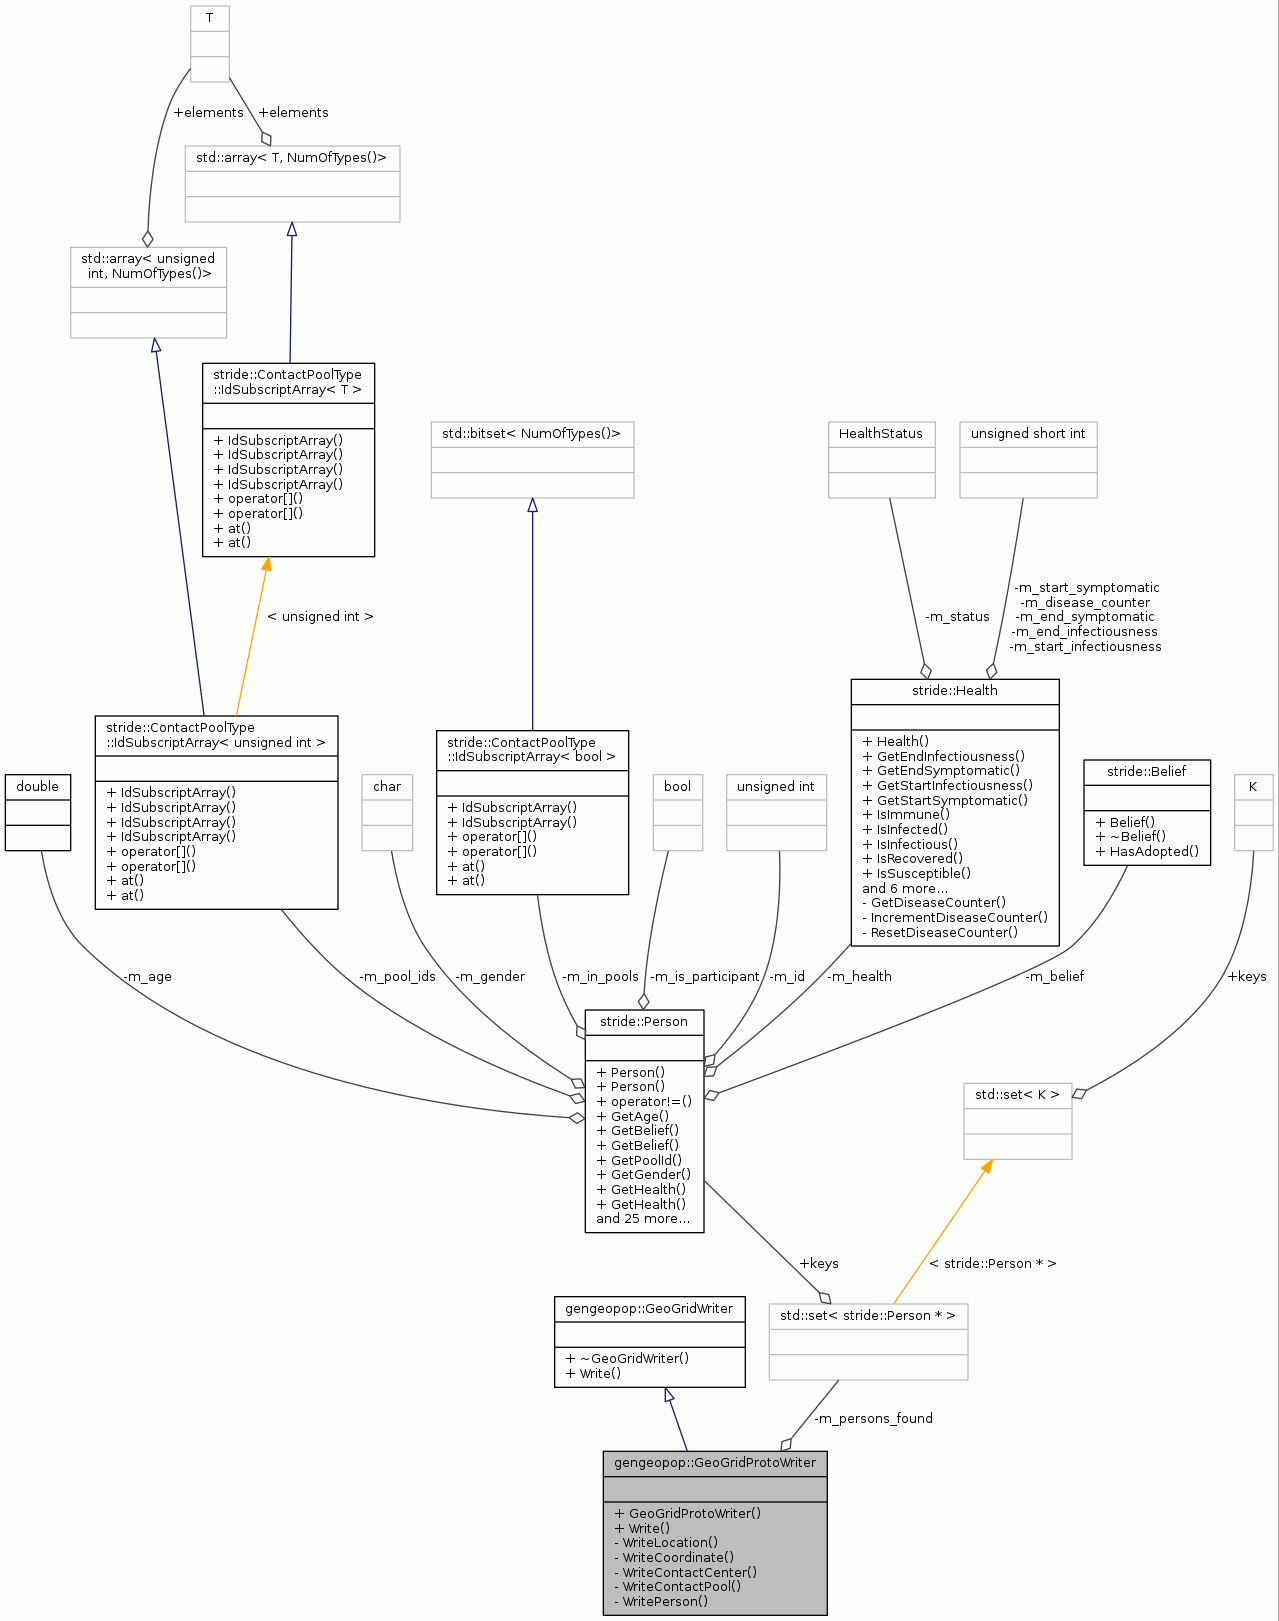 T
+elements
+elements
std::array< T, NumOfTypes()>
std::array< unsigned
int, NumOfTypes()>
stride::ContactPoolType
::IdSubscriptArray< T >
+ IdSubscriptArray()
+ IdSubscriptArray()
+ IdSubscriptArray()
+ IdSubscriptArray()
+ operator[]()
+ operator[]()
+ at()
+ at()
std::bitset< NumOfTypes()>
HealthStatus
unsigned short int
< unsigned int >
-m_status
-m_start_symptomatic
-m_disease_counter
-m_end_symptomatic
-m_end_infectiousness
-m_start_infectiousness
double
stride::ContactPoolType
::IdSubscriptArray< unsigned int >
+ IdSubscriptArray()
+ IdSubscriptArray()
+ IdSubscriptArray()
+ IdSubscriptArray()
+ operator[]()
+ operator[]()
+ at()
+ at()
char
stride::ContactPoolType
::IdSubscriptArray< bool >
+ IdSubscriptArray()
+ IdSubscriptArray()
+ operator[]()
+ operator[]()
+ at()
+ at()
bool
unsigned int
stride::Health
+ Health()
+ GetEndInfectiousness()
+ GetEndSymptomatic()
+ GetStartInfectiousness()
+ GetStartSymptomatic()
+ IsImmune()
+ IsInfected()
+ IsInfectious()
+ IsRecovered()
+ IsSusceptible()
and 6 more...
- GetDiseaseCounter()
- IncrementDiseaseCounter()
- ResetDiseaseCounter()
stride::Belief
+ Belief()
+ ~Belief()
+ HasAdopted()
K
-m_age
-m_pool_ids
-m_gender
-m_in_pools
-m_is_participant
-m_id
-m_health
-m_belief
+keys
stride::Person
+ Person()
+ Person()
+ operator!=()
+ GetAge()
+ GetBelief()
+ GetBelief()
+ GetPoolId()
+ GetGender()
+ GetHealth()
+ GetHealth()
and 25 more...
std::set< K >
+keys
< stride::Person * >
gengeopop::GeoGridWriter
+ ~GeoGridWriter()
+ Write()
std::set< stride::Person * >
-m_persons_found
gengeopop::GeoGridProtoWriter
+ GeoGridProtoWriter()
+ Write()
- WriteLocation()
- WriteCoordinate()
- WriteContactCenter()
- WriteContactPool()
- WritePerson()